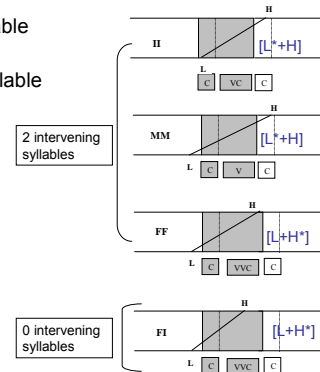 able
llable
H
II
[L*+H]
L
C VC C
H
MM
[L*+H]
L C V C
2 intervening
syllables
H
FF
[L+H*]
L C VVC C
H
FI
[L+H*]
0 intervening
syllables
L C VVC C